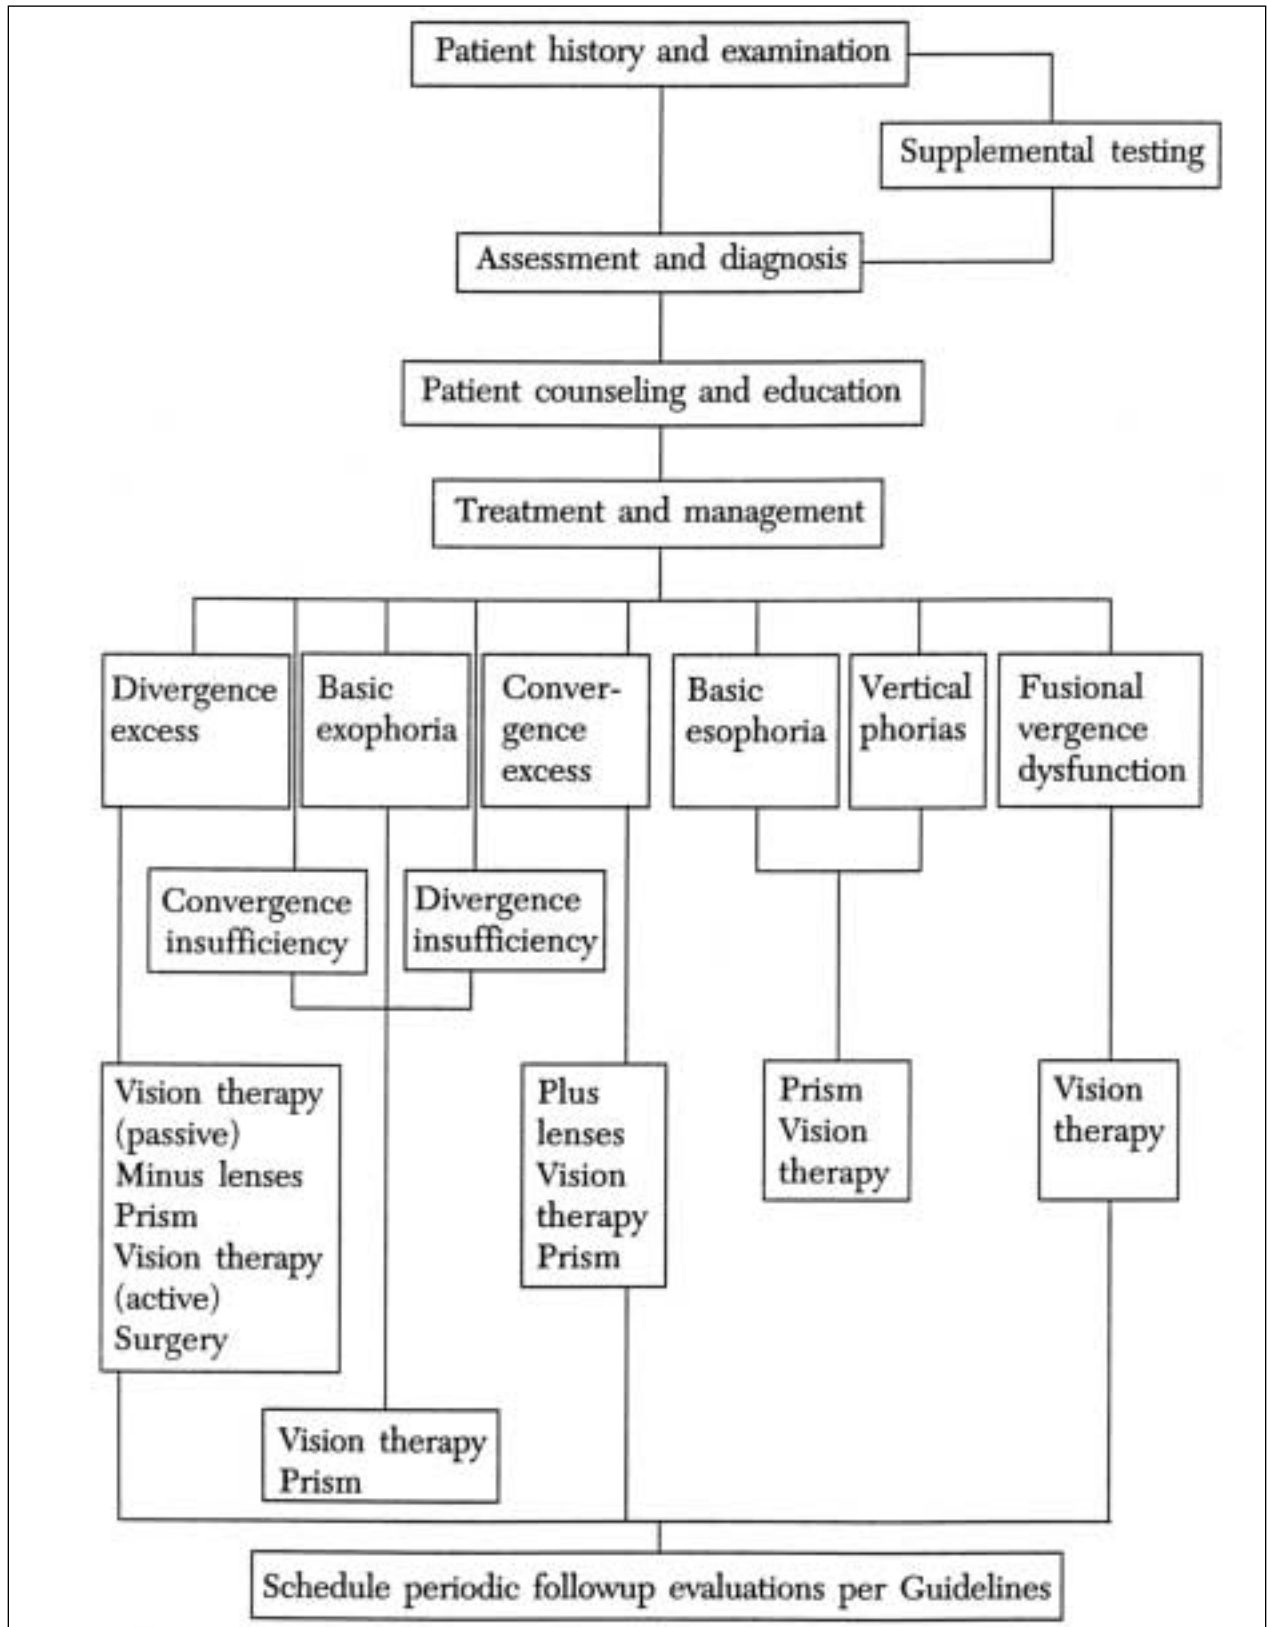 Patient history and examination
Supplemental testing
Assessment and diagnosis
Patient counseling and education
Treatment and management
Divergence
excess
Basic
exophoria
Conver-
gence
excess
Basic
esophoria
Vertical
phorias
Fusional
vergence
dysfunction
Convergence
insufficiency
Divergence
insufficiency
Vision therapy
(passive)
Minus lenses
Prism
Vision therapy
(active)
Surgery
Plus
lenses
Vision
therapy
Prism
Prism
Vision
therapy
Vision
therapy
Vision therapy
Prism
Schedule periodic followup evaluations per Guidelines